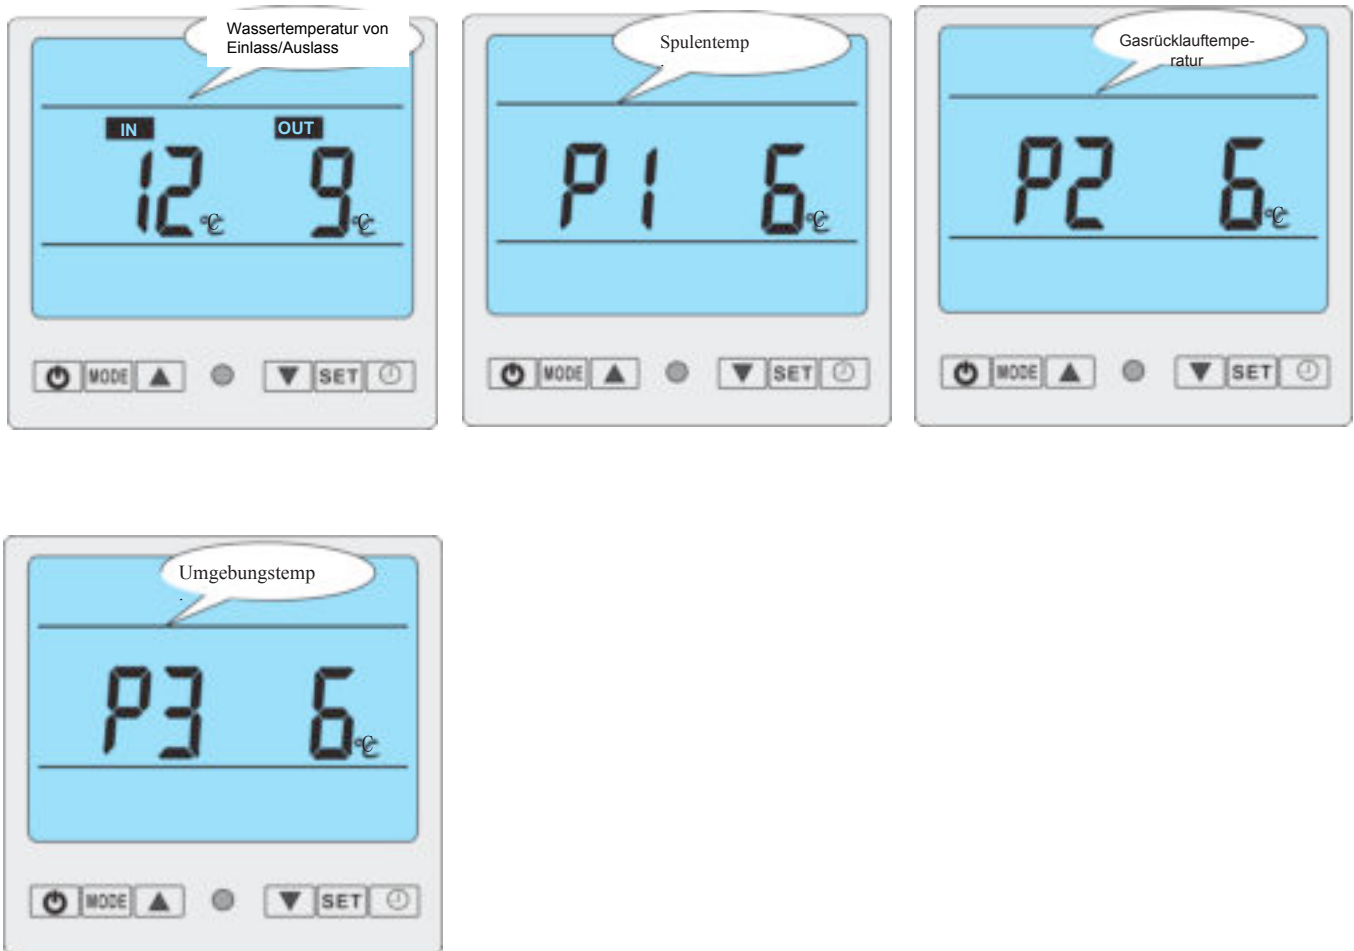 Wassertemperatur von
Einlass/Auslass
IN OUT
12 °C 9 °C
MODE SET
Spulentemp
.
P1 6 °C
MODE SET
Gasrücklauftempe-
ratur
P2 6 °C
MODE SET
Umgebungstemp
.
P3 6 °C
MODE SET